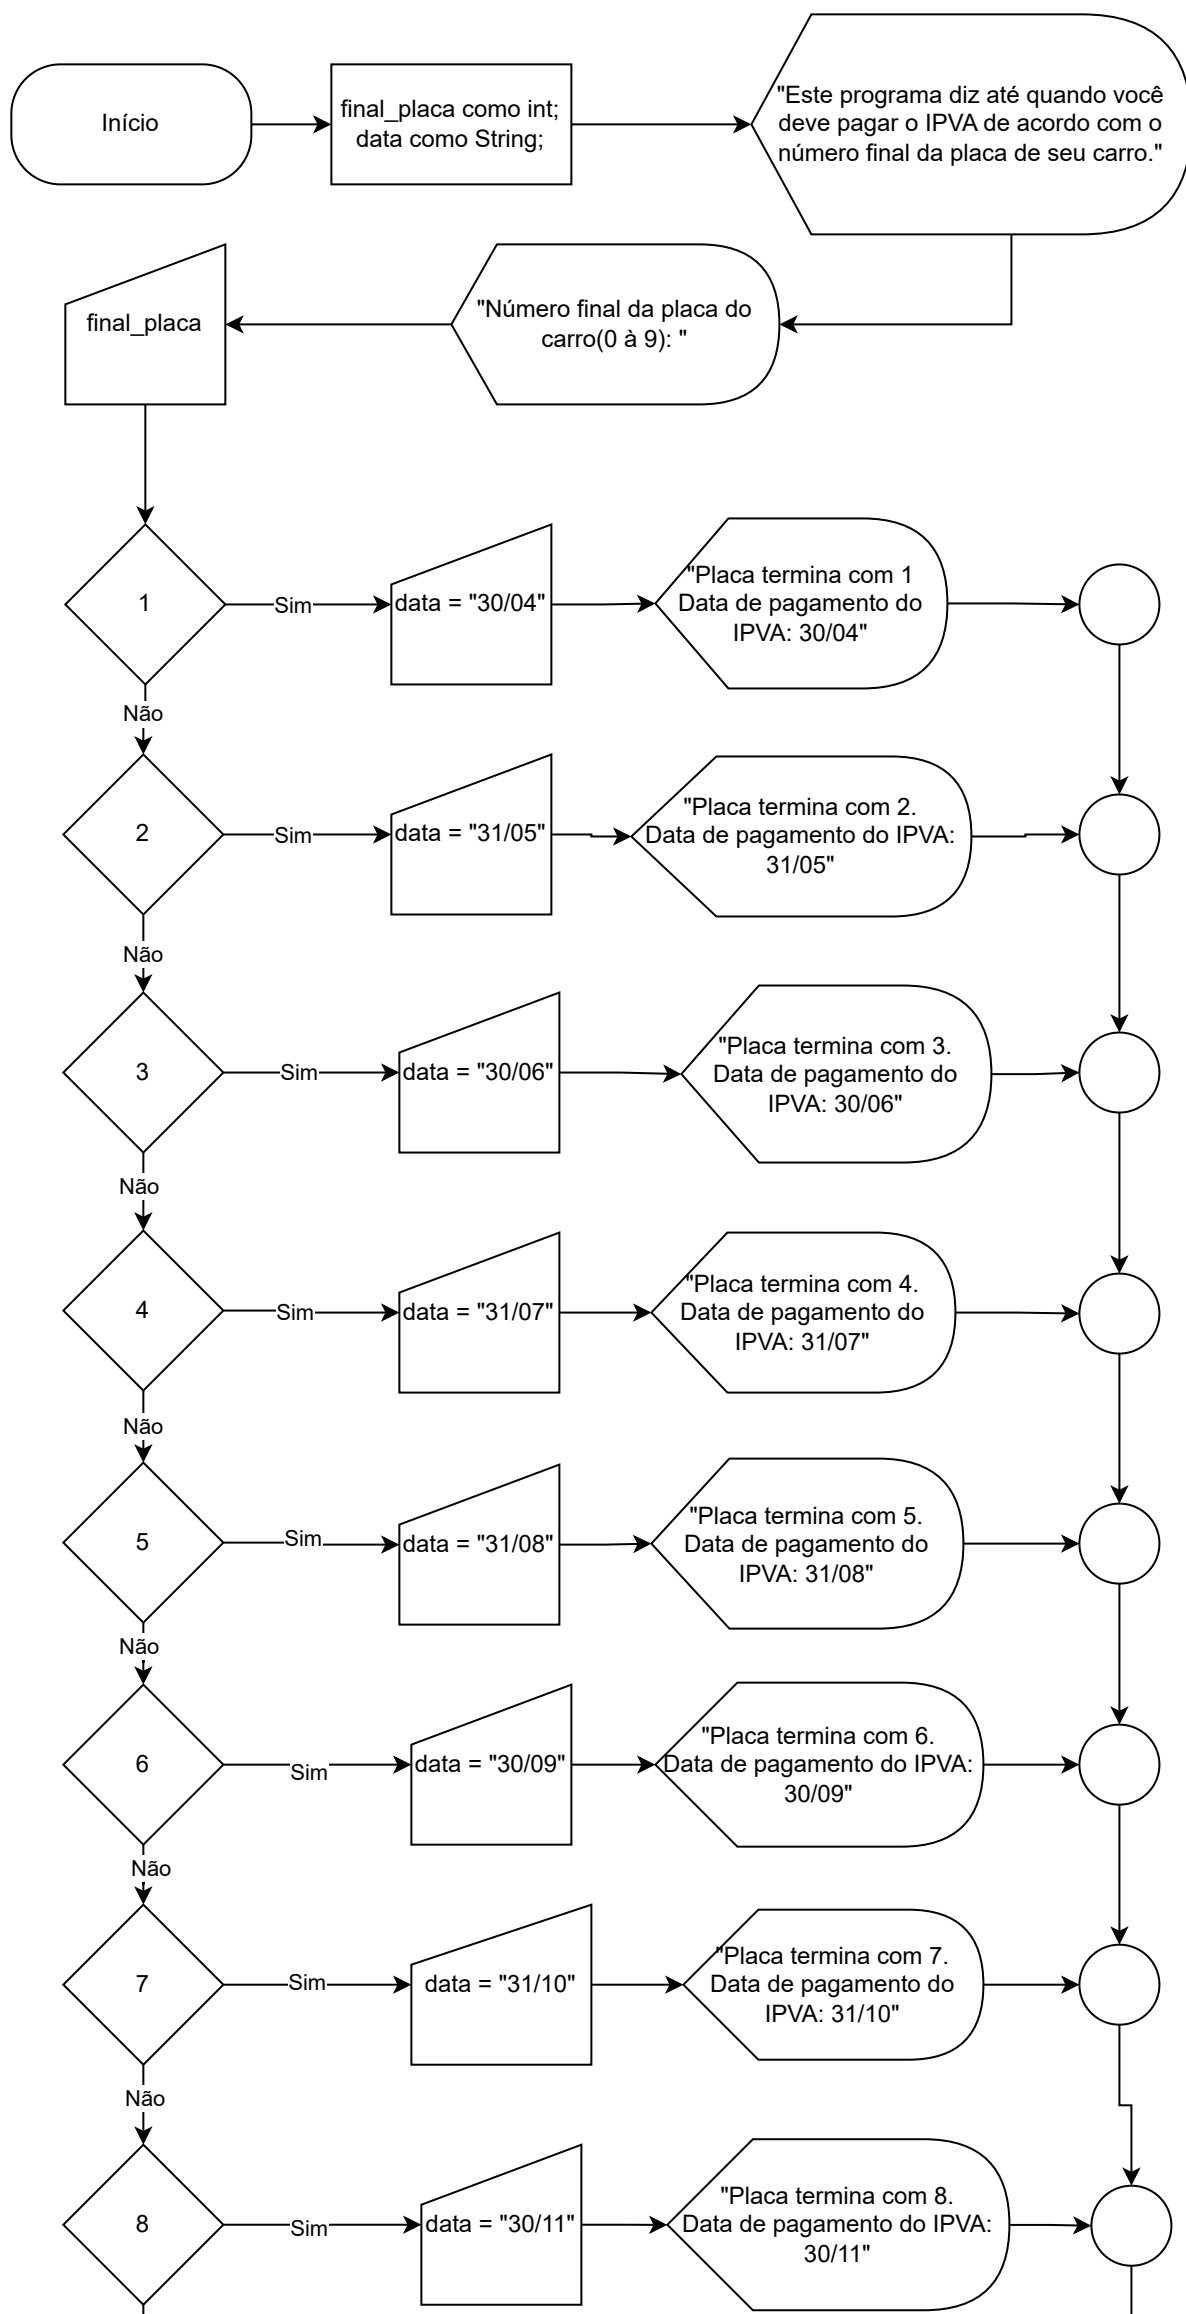 Início
final_placa como int;
data como String;
"Este programa diz até quando você
deve pagar o IPVA de acordo com o
número final da placa de seu carro."
"Número final da placa do
carro(0 à 9): "
final_placa
1
Sim
data = "30/04"
"Placa termina com 1
Data de pagamento do
IPVA: 30/04"
Não
2
Sim
data = "31/05"
"Placa termina com 2.
Data de pagamento do IPVA:
31/05"
Não
3
Sim
data = "30/06"
"Placa termina com 3.
Data de pagamento do
IPVA: 30/06"
Não
4
Sim
data = "31/07"
"Placa termina com 4.
Data de pagamento do
IPVA: 31/07"
Não
5
Sim
data = "31/08"
"Placa termina com 5.
Data de pagamento do
IPVA: 31/08"
Não
6
Sim
data = "30/09"
"Placa termina com 6.
Data de pagamento do IPVA:
30/09"
Não
7
Sim
data = "31/10"
"Placa termina com 7.
Data de pagamento do
IPVA: 31/10"
Não
8
Sim
data = "30/11"
"Placa termina com 8.
Data de pagamento do IPVA:
30/11"